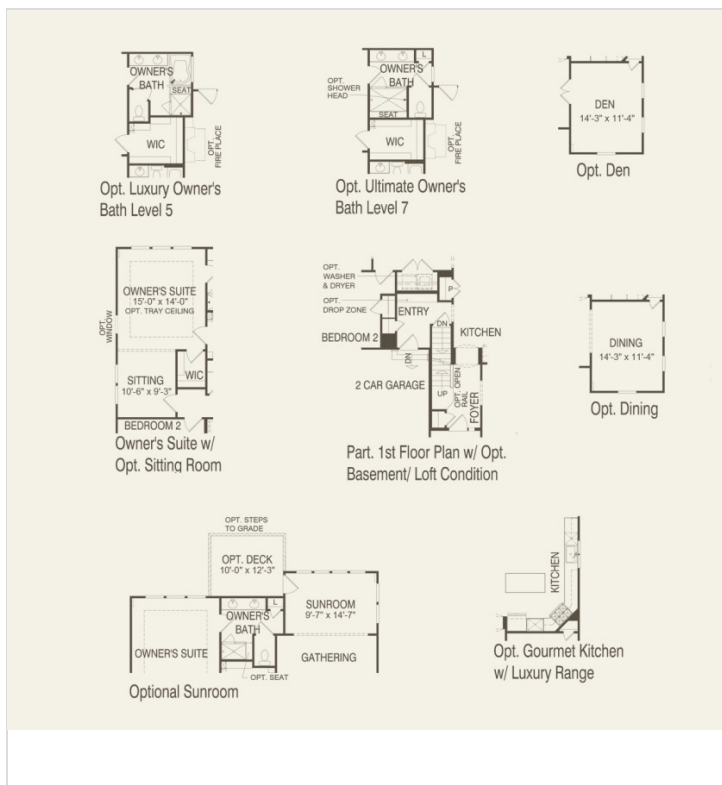 OWNER'S
BATH
SEAT
WIC
OPT.
FIRE PLACE
Opt. Luxury Owner's
Bath Level 5
OPT.
SHOWER
HEAD
L
OWNER'S
BATH
SEAT
WIC
OPT.
FIRE PLACE
Opt. Ultimate Owner's
Bath Level 7
DEN
14'-3" x 11'-4"
Opt. Den
OWNER'S SUITE
15'-0" x 14'-0"
OPT. TRAY CEILING
OPT.
WINDOW
SITTING
10'-6" x 9'-3"
WIC
BEDROOM 2
Owner's Suite w/
Opt. Sitting Room
OPT.
WASHER
& DRYER
P
OPT.
DROP ZONE
ENTRY
DN
BEDROOM 2
KITCHEN
DN
2 CAR GARAGE
UP
OPT. OPEN
RAIL
FOYER
Part. 1st Floor Plan w/ Opt.
Basement/ Loft Condition
DINING
14'-3" x 11'-4"
Opt. Dining
OPT. STEPS
TO GRADE
OPT. DECK
10'-0" x 12'-3"
L
SUNROOM
9'-7" x 14'-7"
OWNER'S
BATH
OWNER'S SUITE
GATHERING
OPT. SEAT
Optional Sunroom
KITCHEN
Opt. Gourmet Kitchen
w/ Luxury Range